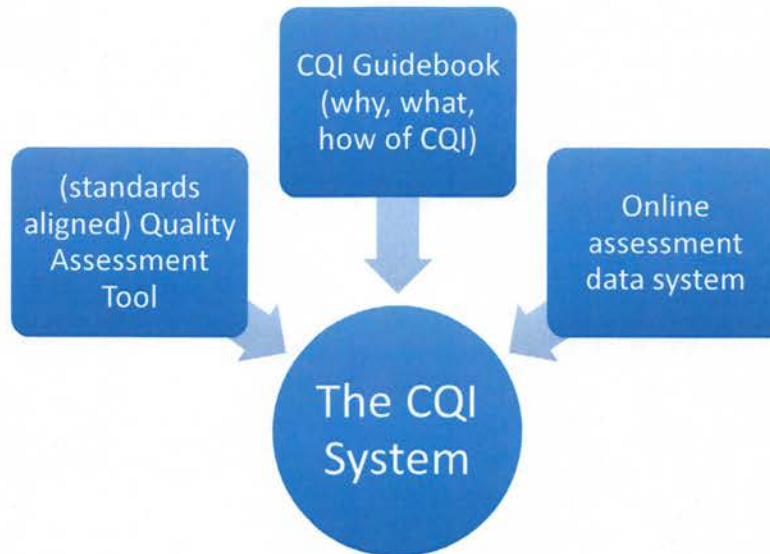 CQI Guidebook
(why, what,
how of CQI)
(standards
aligned) Quality
Assessment
Tool
Online
assessment
data system
The CQI
System